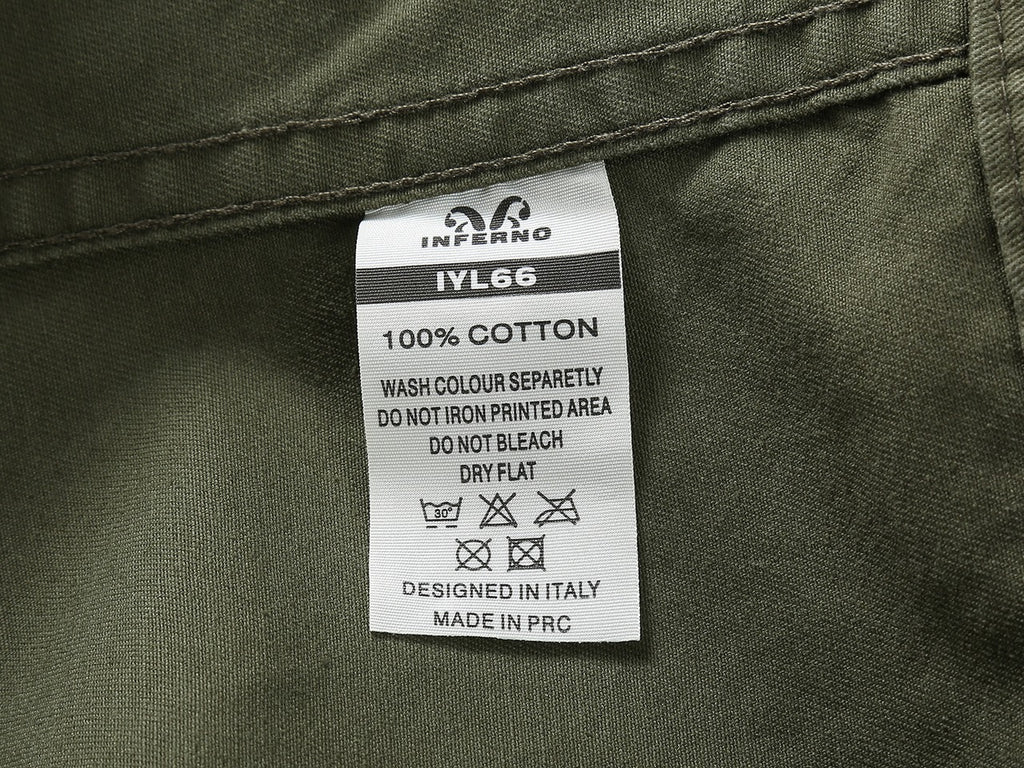 INFERNO
IYL66
100% COTTON
WASH COLOUR SEPARETLY
DO NOT IRON PRINTED AREA
DO NOT BLEACH
DRY FLAT
30°
DESIGNED IN ITALY
MADE IN PRC